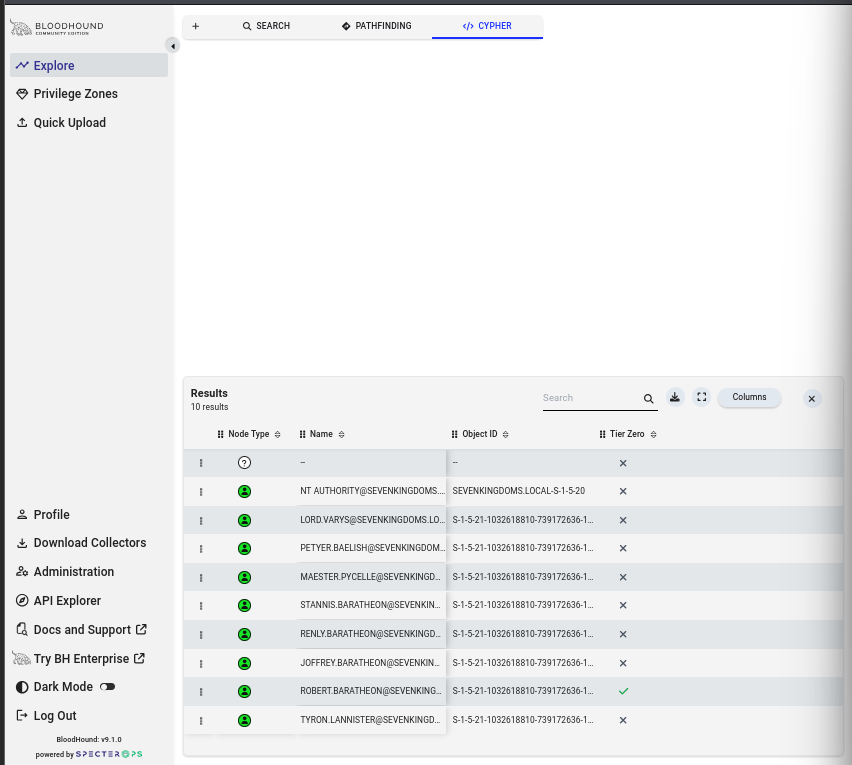 BLOODHOUND
COMMUNITY EDITION
Explore
Privilege Zones
Quick Upload
Profile
Download Collectors
Administration
API Explorer
Docs and Support
Try BH Enterprise
Dark Mode
Log Out
BloodHound: v9.1.0
powered by SPECTEROPS
+ SEARCH PATHFINDING </> CYPHER
Results
10 results
Search
Columns
Node Type Name Object ID Tier Zero
? -- --
NT AUTHORITY@SEVENKINGDOMS.... SEVENKINGDOMS.LOCAL-S-1-5-20
LORD.VARYS@SEVENKINGDOMS.LO... S-1-5-21-1032618810-739172636-1...
PETYER.BAELISH@SEVENKINGDOM... S-1-5-21-1032618810-739172636-1...
MAESTER.PYCELLE@SEVENKINGD... S-1-5-21-1032618810-739172636-1...
STANNIS.BARATHEON@SEVENKIN... S-1-5-21-1032618810-739172636-1...
RENLY.BARATHEON@SEVENKINGD... S-1-5-21-1032618810-739172636-1...
JOFFREY.BARATHEON@SEVENKIN... S-1-5-21-1032618810-739172636-1...
ROBERT.BARATHEON@SEVENKING... S-1-5-21-1032618810-739172636-1...
TYRON.LANNISTER@SEVENKINGD... S-1-5-21-1032618810-739172636-1...